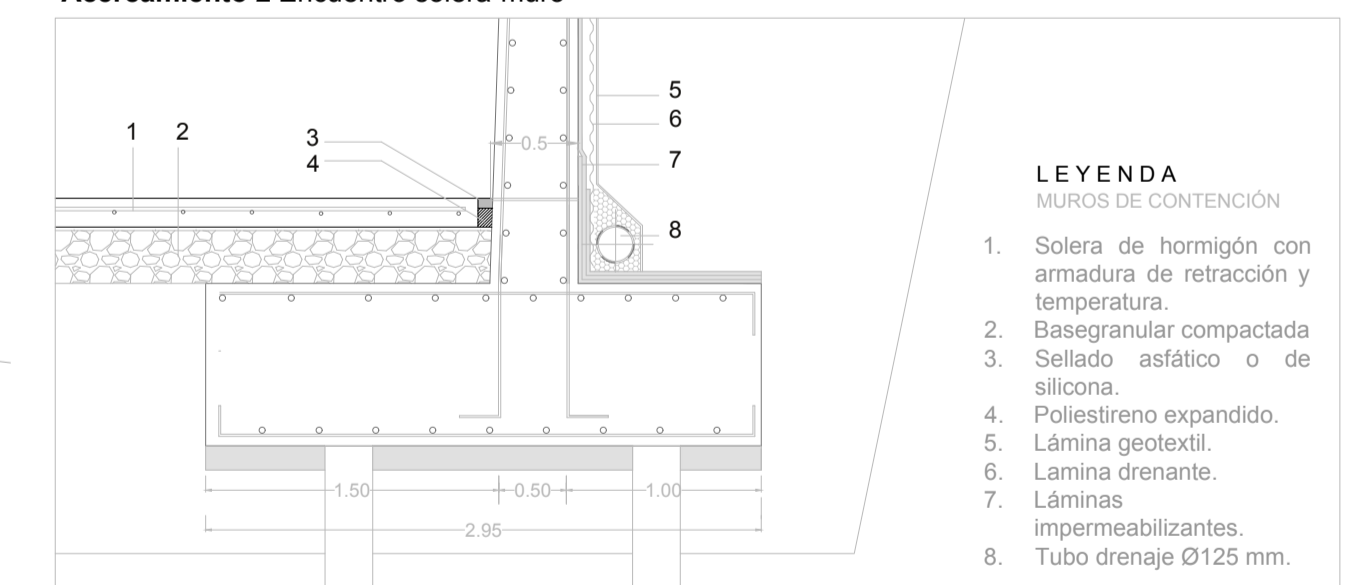 Acercamiento 2 Encuentro solera muro
1 2
3
4
0.5
5
6
7
8
1.50 0.50 1.00
2.95
LEYENDA
MUROS DE CONTENCIÓN
1. Solera de hormigón con
armadura de retracción y
temperatura.
2. Basegranular compactada
3. Sellado asfático o de
silicona.
4. Poliestireno expandido.
5. Lámina geotextil.
6. Lamina drenante.
7. Láminas
impermeabilizantes.
8. Tubo drenaje Ø125 mm.